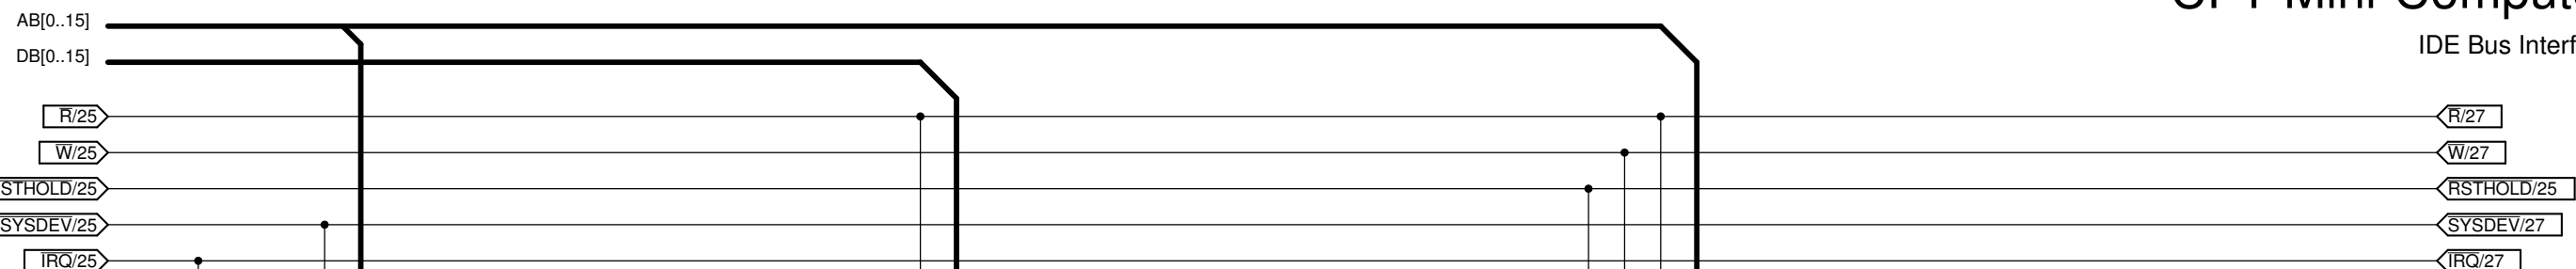 AB[0..15]
DB[0..15]
IDE Bus
R/25
R/27
W/25
W/27
STHOLD/25
RSTHOLD/25
SYSDEV/25
SYSDEV/27
IRQ/25
IRQ/27